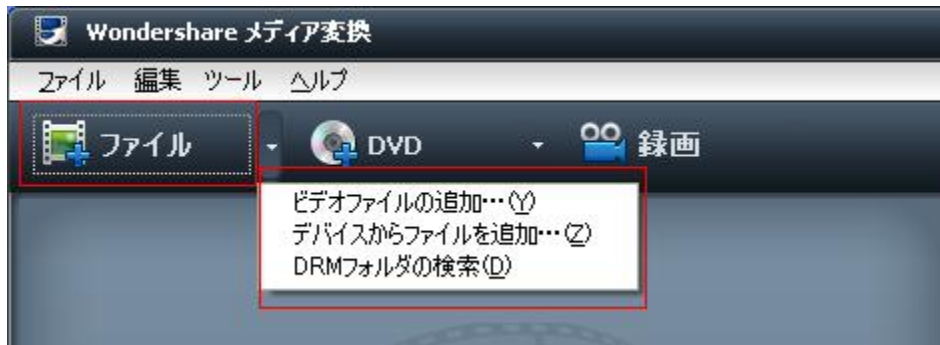 Wondershare メディア変換
ファイル 編集 ツール ヘルプ
ファイル DVD 録画
ビデオファイルの追加…(Y)
デバイスからファイルを追加…(Z)
DRMフォルダの検索(D)